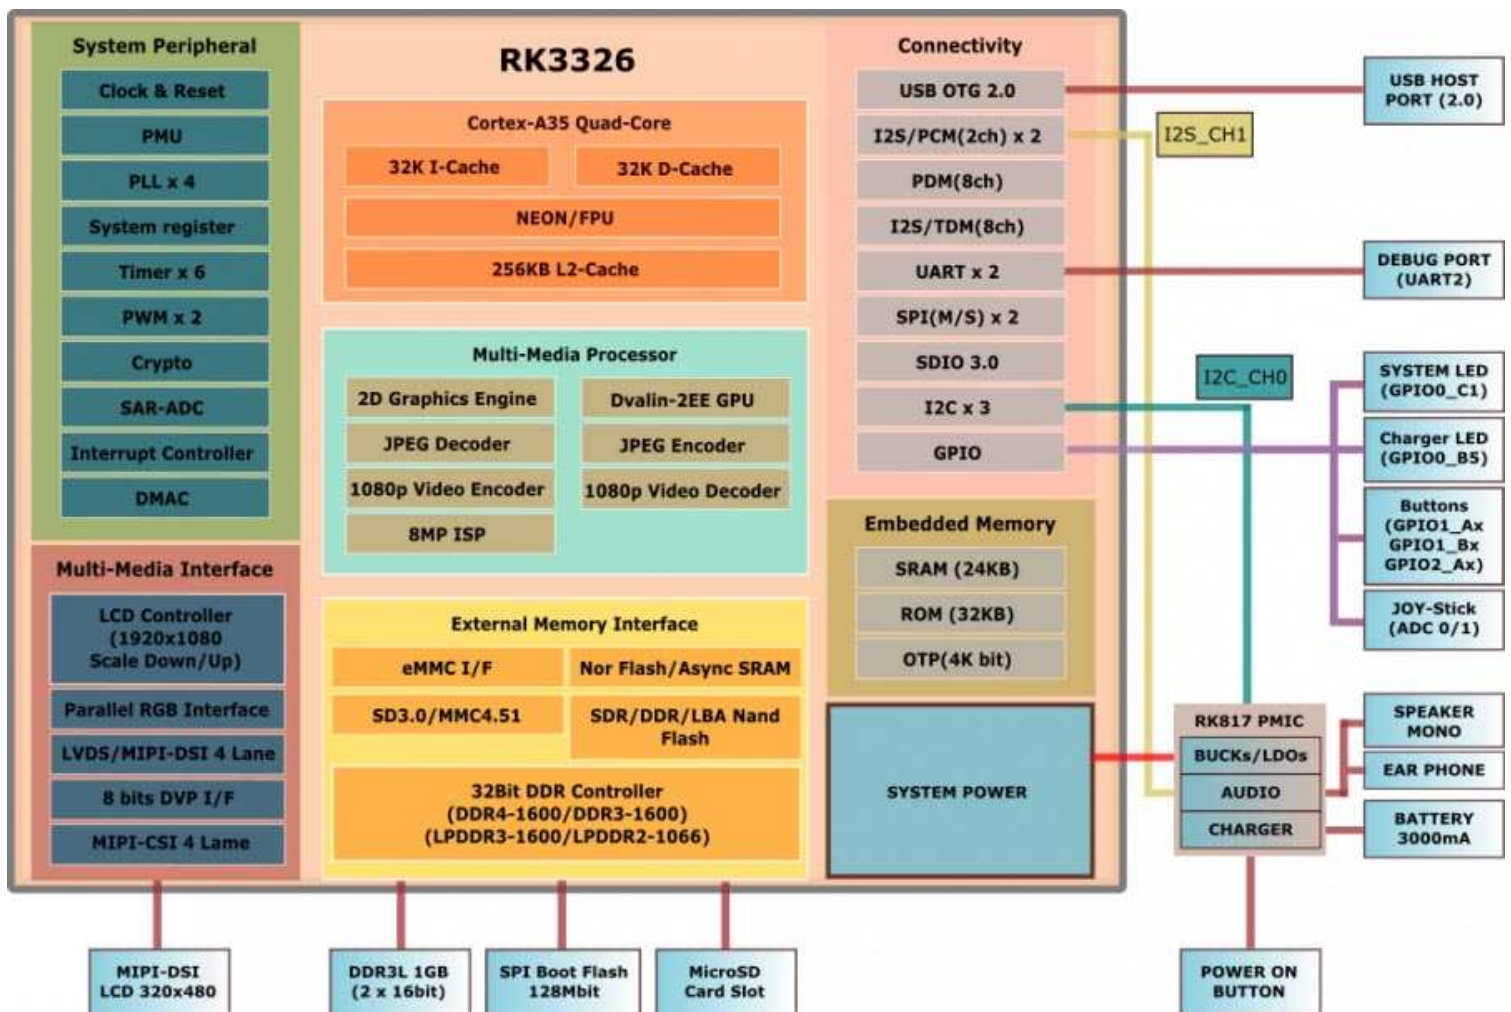 RK3326
System Peripheral
Clock & Reset
PMU
PLL x 4
System register
Timer x 6
PWM x 2
Crypto
SAR-ADC
Interrupt Controller
DMAC
Multi-Media Interface
LCD Controller
(1920x1080
Scale Down/Up)
Parallel RGB Interface
LVDS/MIPI-DSI 4 Lane
8 bits DVP I/F
MIPI-CSI 4 Lame
Cortex-A35 Quad-Core
32K I-Cache
32K D-Cache
NEON/FPU
256KB L2-Cache
Multi-Media Processor
2D Graphics Engine
Dvalin-2EE GPU
JPEG Decoder
JPEG Encoder
1080p Video Encoder
1080p Video Decoder
8MP ISP
External Memory Interface
eMMC I/F
Nor Flash/Async SRAM
SD3.0/MMC4.51
SDR/DDR/LBA Nand
Flash
32Bit DDR Controller
(DDR4-1600/DDR3-1600)
(LPDDR3-1600/LPDDR2-1066)
Connectivity
USB OTG 2.0
I2S/PCM(2ch) x 2
PDM(8ch)
I2S/TDM(8ch)
UART x 2
SPI(M/S) x 2
SDIO 3.0
I2C x 3
GPIO
Embedded Memory
SRAM (24KB)
ROM (32KB)
OTP(4K bit)
SYSTEM POWER
I2S_CH1
I2C_CH0
USB HOST
PORT (2.0)
DEBUG PORT
(UART2)
SYSTEM LED
(GPIO0_C1)
Charger LED
(GPIO0_B5)
Buttons
(GPIO1_Ax
GPIO1_Bx
GPIO2_Ax)
JOY-Stick
(ADC 0/1)
RK817 PMIC
BUCKs/LDOs
AUDIO
CHARGER
SPEAKER
MONO
EAR PHONE
BATTERY
3000mA
MIPI-DSI
LCD 320x480
DDR3L 1GB
(2 x 16bit)
SPI Boot Flash
128Mbit
MicroSD
Card Slot
POWER ON
BUTTON